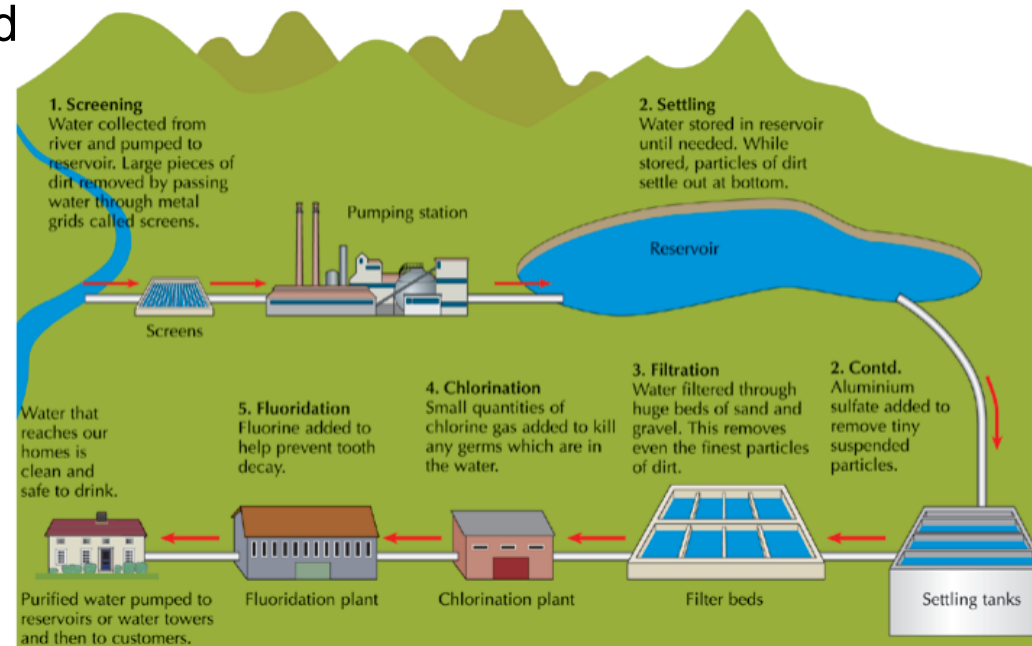 d
1. Screening
Water collected from
river and pumped to
reservoir. Large pieces of
dirt removed by passing
water through metal
grids called screens.
2. Settling
Water stored in reservoir
until needed. While
stored, particles of dirt
settle out at bottom.
Pumping station
Reservoir
Screens
Water that
reaches our
homes is
clean and
safe to drink.
5. Fluoridation
Fluorine added to
help prevent tooth
decay.
4. Chlorination
Small quantities of
chlorine gas added to kill
any germs which are in
the water.
3. Filtration
Water filtered through
huge beds of sand and
gravel. This removes
even the finest particles
of dirt.
2. Contd.
Aluminium
sulfate added to
remove tiny
suspended
particles.
Purified water pumped to
reservoirs or water towers
and then to customers.
Fluoridation plant
Chlorination plant
Filter beds
Settling tanks